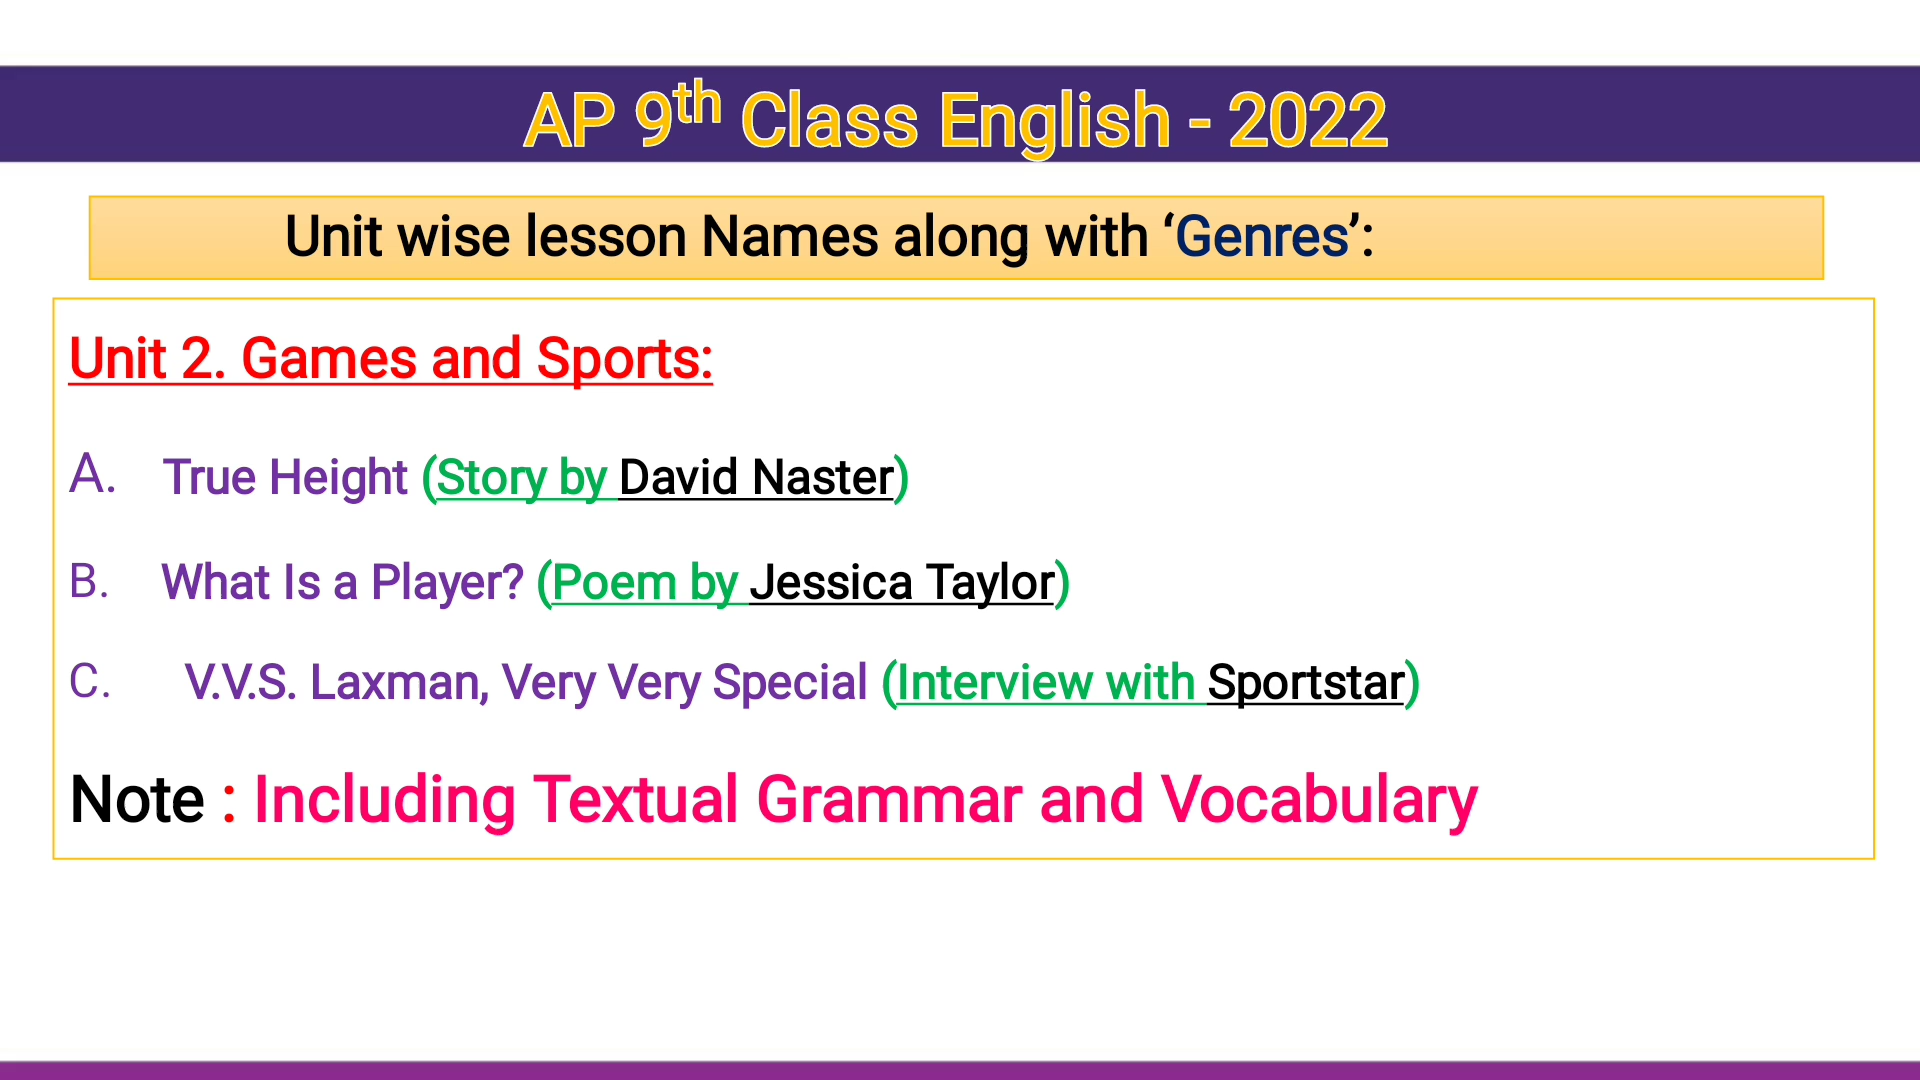 AP 9th Class English - 2022
Unit wise lesson Names along with ‘Genres’:
Unit 2. Games and Sports:
A. True Height (Story by David Naster)
B. What Is a Player? (Poem by Jessica Taylor)
C. V.V.S. Laxman, Very Very Special (Interview with Sportstar)
Note : Including Textual Grammar and Vocabulary